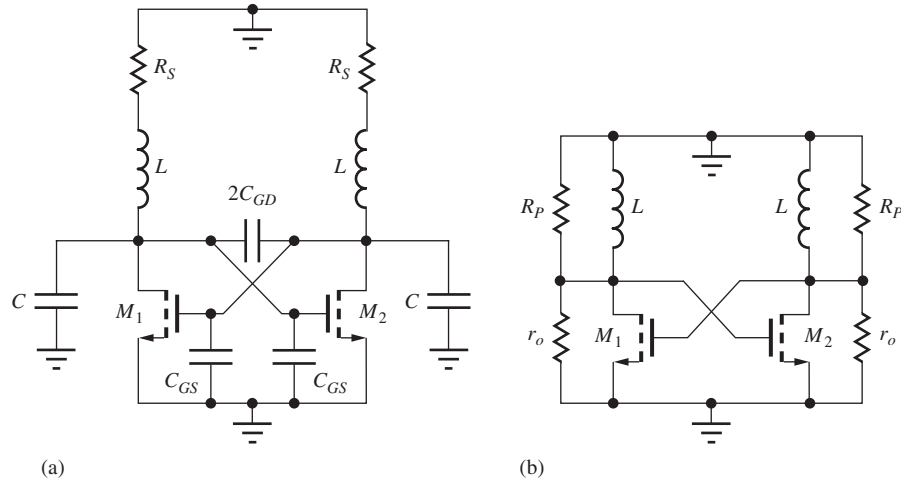 R_S R_S
L L
2C_GD
C M_1 M_2 C
C_GS C_GS
(a)
R_P L L R_P
r_o M_1 M_2 r_o
(b)